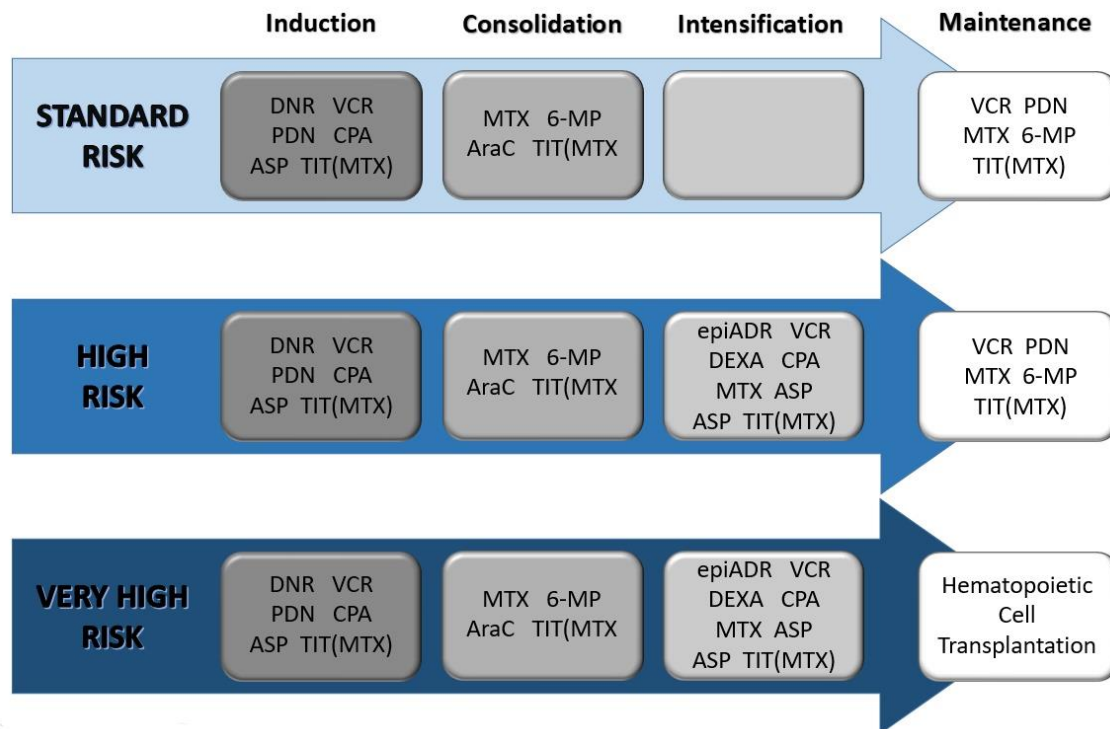 Induction Consolidation Intensification Maintenance
STANDARD
RISK
DNR VCR
PDN CPA
ASP TIT(MTX)
MTX 6-MP
AraC TIT(MTX
VCR PDN
MTX 6-MP
TIT(MTX)
HIGH
RISK
DNR VCR
PDN CPA
ASP TIT(MTX)
MTX 6-MP
AraC TIT(MTX
epiADR VCR
DEXA CPA
MTX ASP
ASP TIT(MTX)
VCR PDN
MTX 6-MP
TIT(MTX)
VERY HIGH
RISK
DNR VCR
PDN CPA
ASP TIT(MTX)
MTX 6-MP
AraC TIT(MTX
epiADR VCR
DEXA CPA
MTX ASP
ASP TIT(MTX)
Hematopoietic
Cell
Transplantation